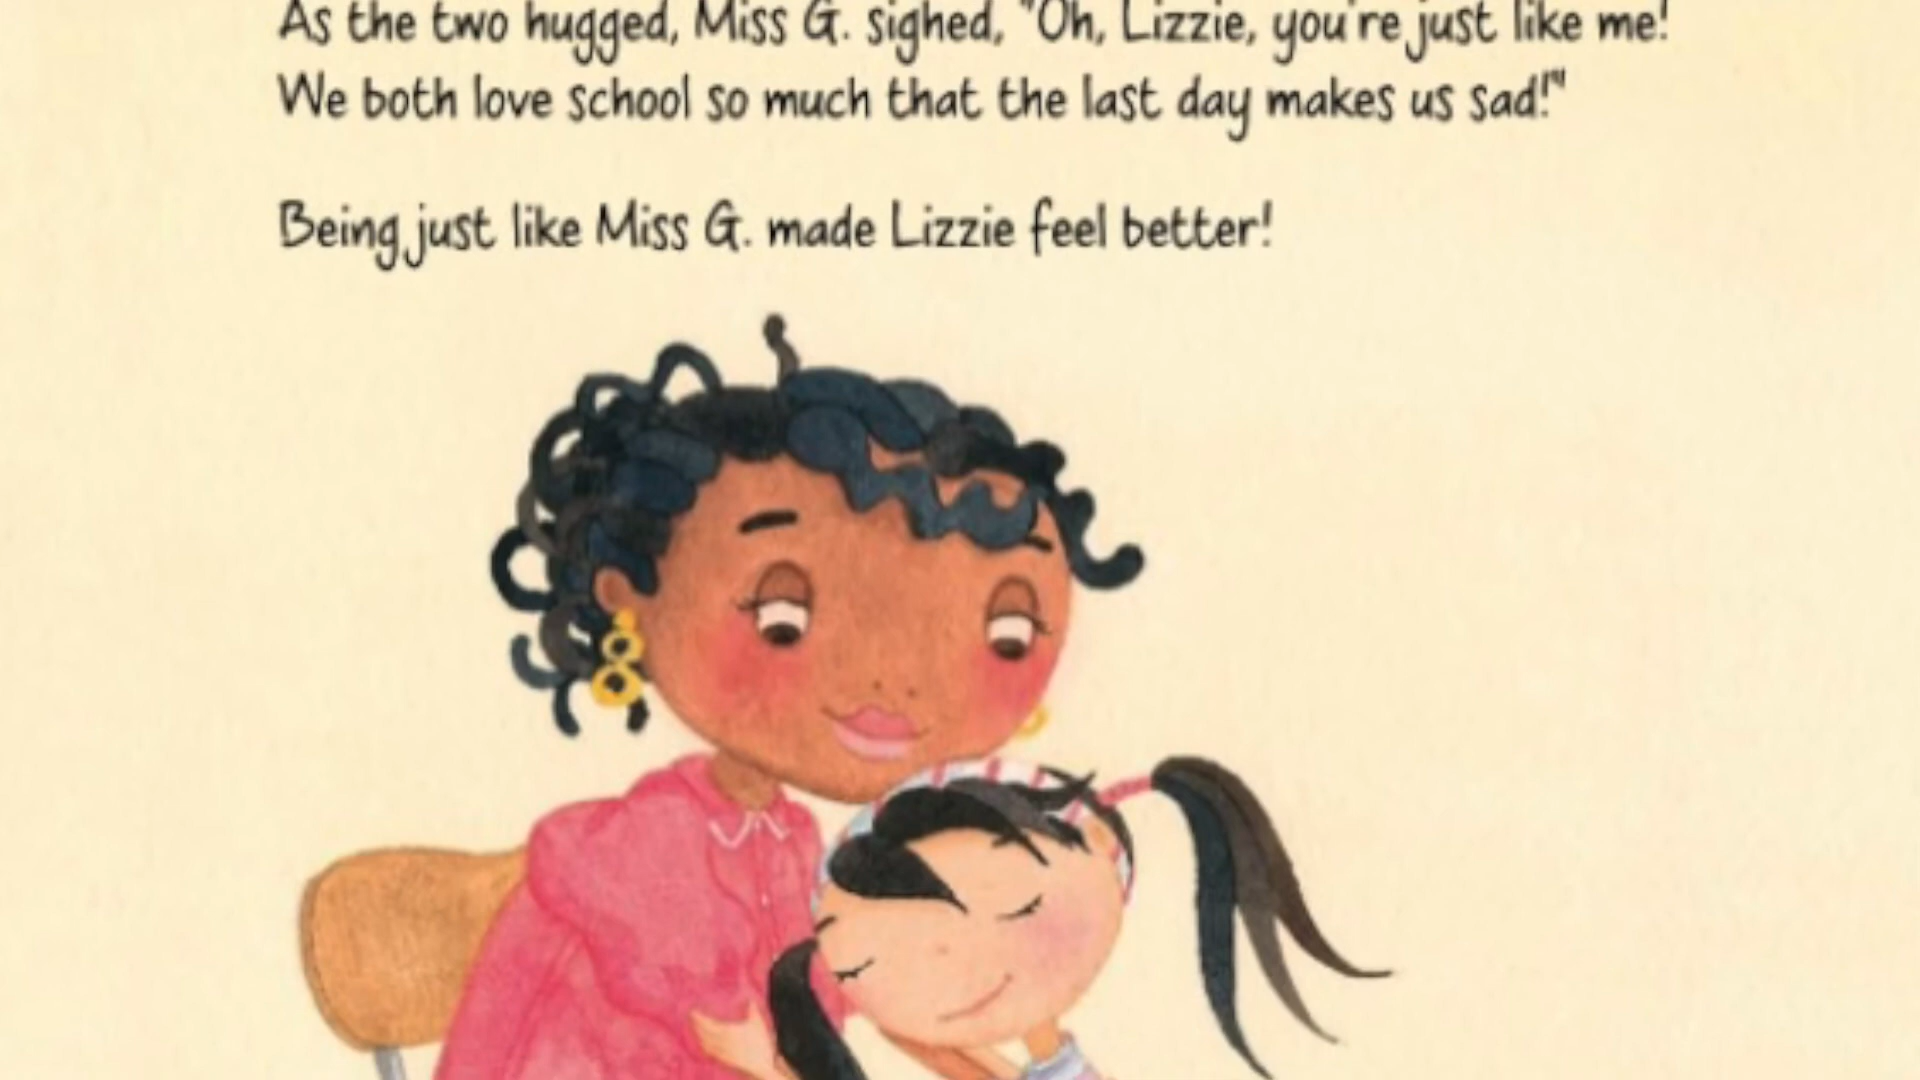 As the two hugged, Miss G. sighed, "Oh, Lizzie, you're just like me!
We both love school so much that the last day makes us sad!"
Being just like Miss G. made Lizzie feel better!